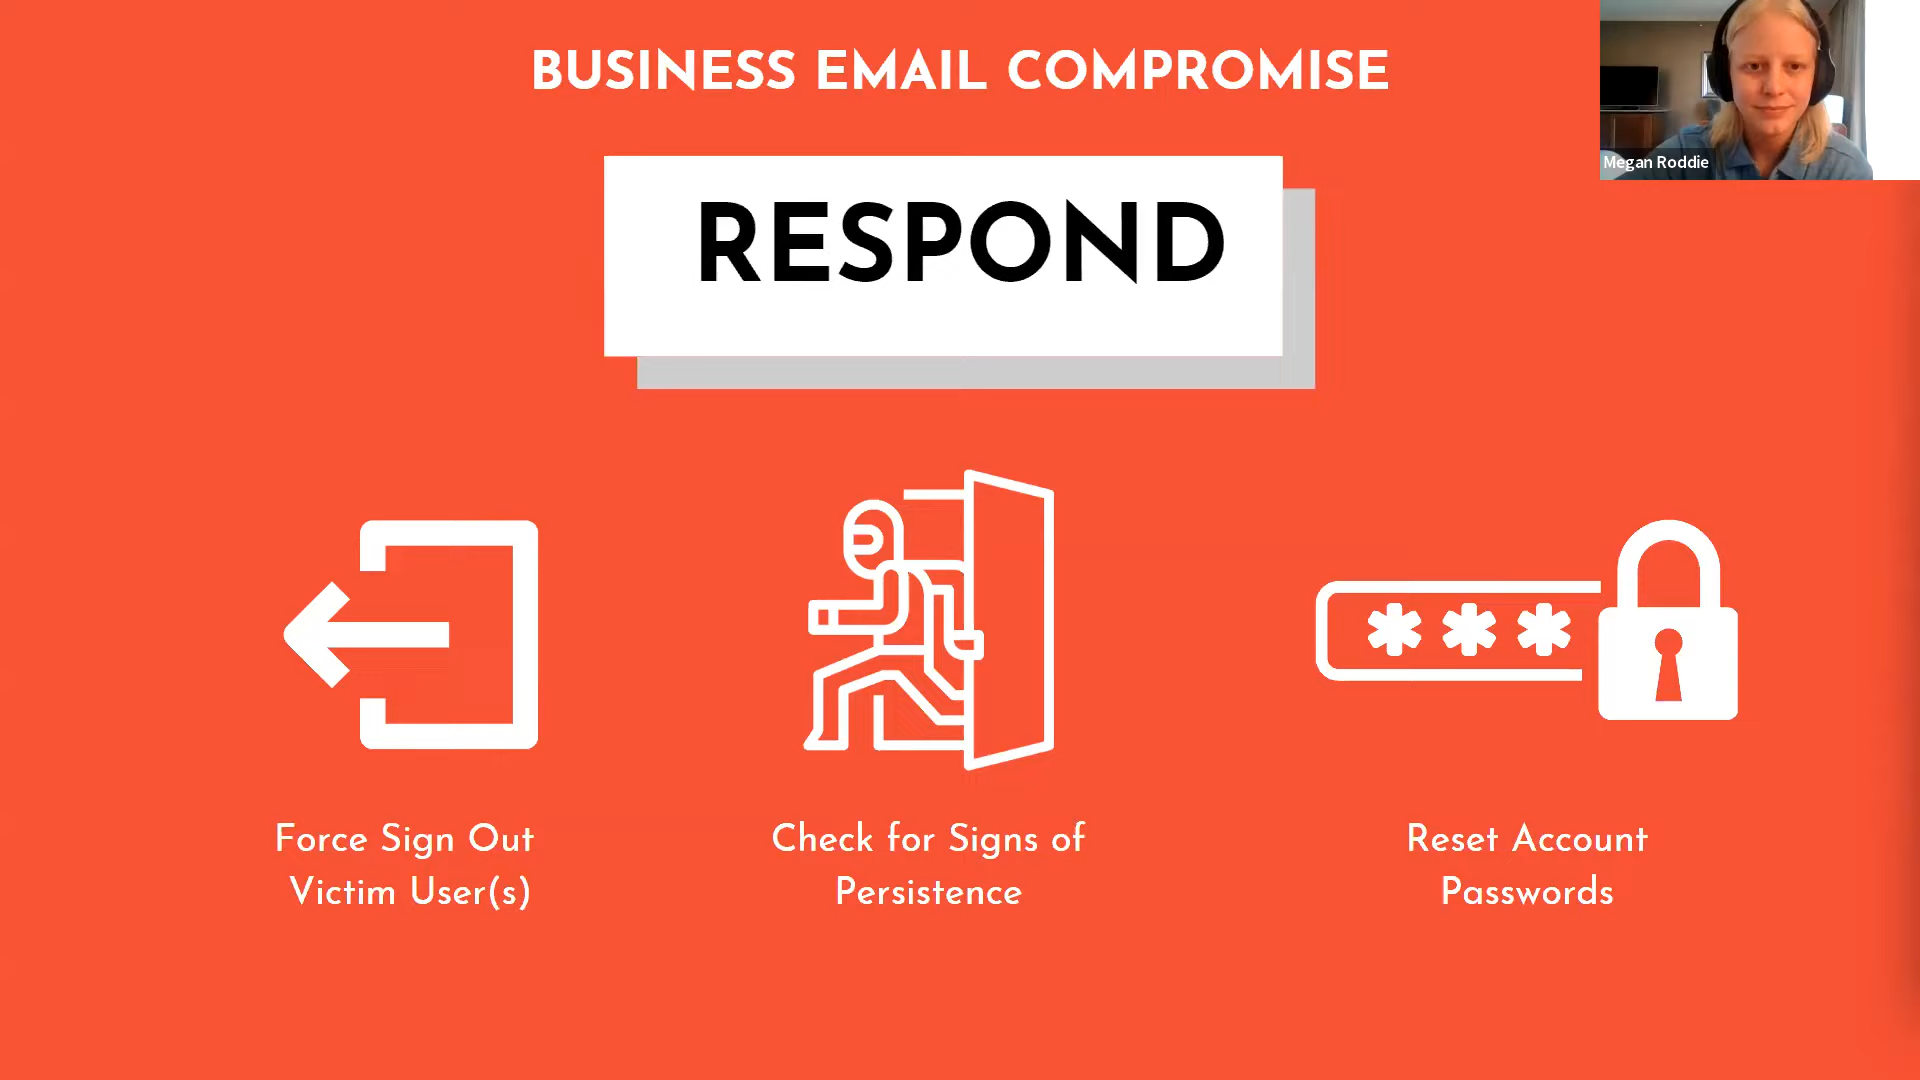 BUSINESS EMAIL COMPROMISE
Megan Roddie
RESPOND
***
Force Sign Out
Victim User(s)
Check for Signs of
Persistence
Reset Account
Passwords